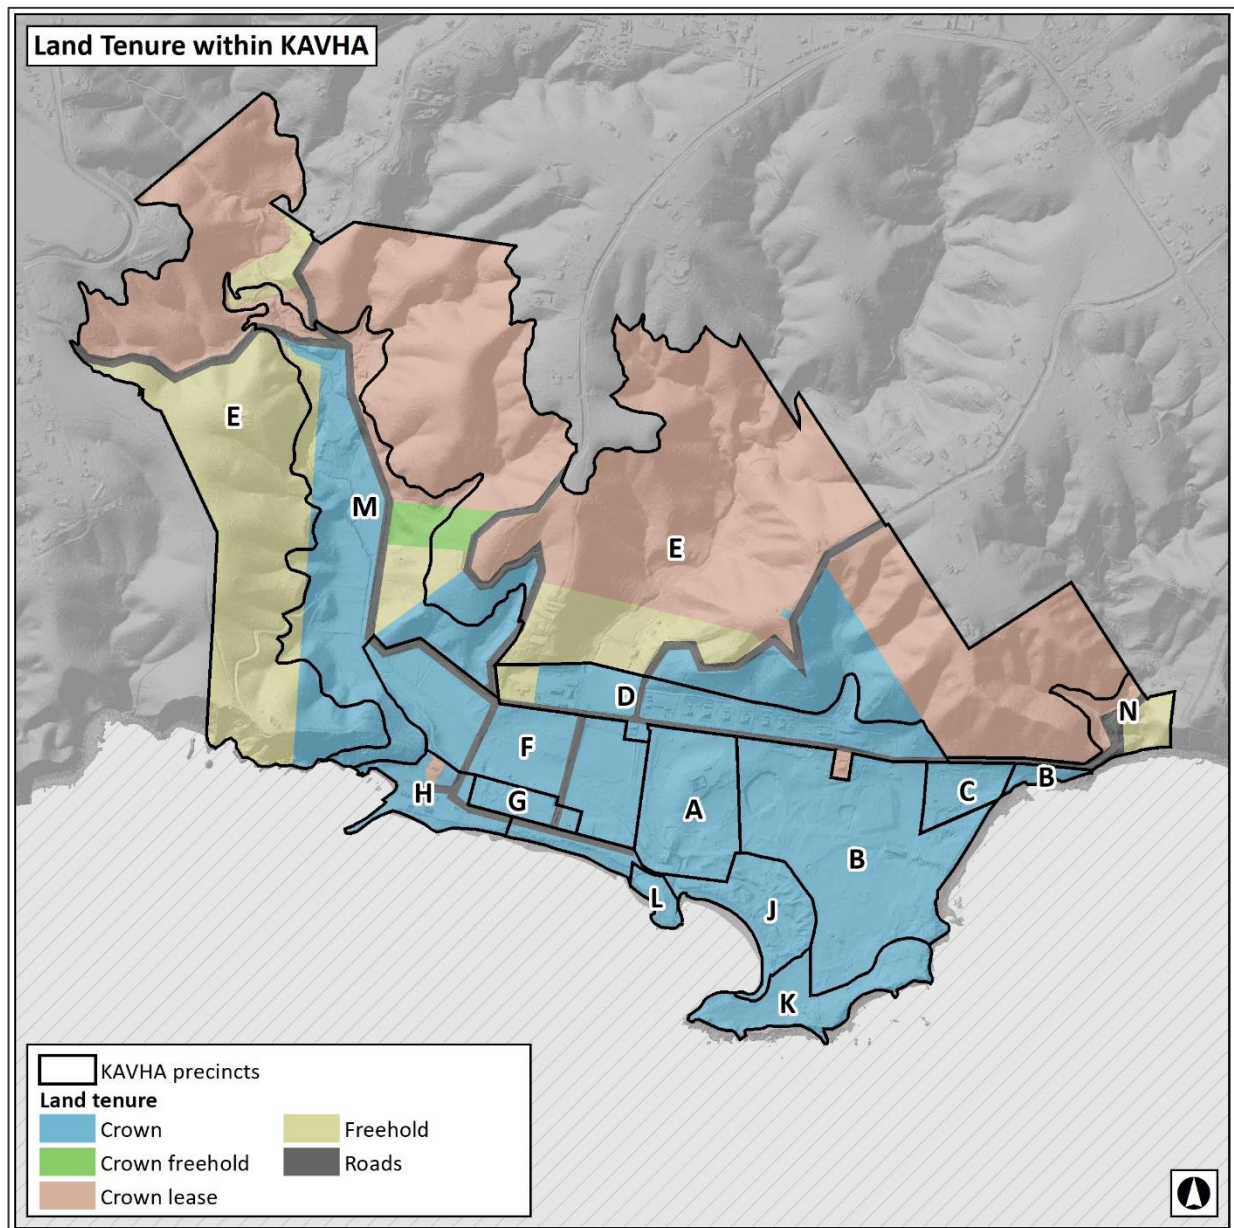 Land Tenure within KAVHA
E
M
E
D
N
F
B
H
G
C
A
B
L
J
K
KAVHA precincts
Land tenure
Crown
Freehold
Crown freehold
Roads
Crown lease